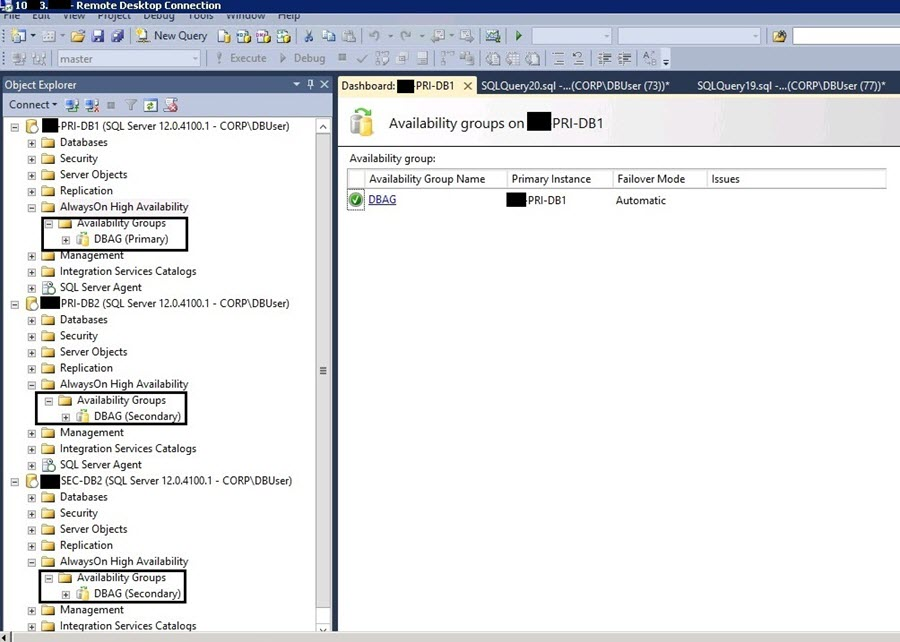 10 3. - Remote Desktop Connection
File Edit View Project Debug Tools Window Help
New Query
master Execute Debug
Object Explorer
Connect
-PRI-DB1 (SQL Server 12.0.4100.1 - CORP\DBUser)
Databases
Security
Server Objects
Replication
AlwaysOn High Availability
Availability Groups
DBAG (Primary)
Management
Integration Services Catalogs
SQL Server Agent
PRI-DB2 (SQL Server 12.0.4100.1 - CORP\DBUser)
Databases
Security
Server Objects
Replication
AlwaysOn High Availability
Availability Groups
DBAG (Secondary)
Management
Integration Services Catalogs
SQL Server Agent
SEC-DB2 (SQL Server 12.0.4100.1 - CORP\DBUser)
Databases
Security
Server Objects
Replication
AlwaysOn High Availability
Availability Groups
DBAG (Secondary)
Management
Integration Services Catalogs
Dashboard: -PRI-DB1 SQLQuery20.sql -...(CORP\DBUser (73))* SQLQuery19.sql -...(CORP\DBUser (77))*
Availability groups on PRI-DB1
Availability group:
Availability Group Name Primary Instance Failover Mode Issues
DBAG -PRI-DB1 Automatic